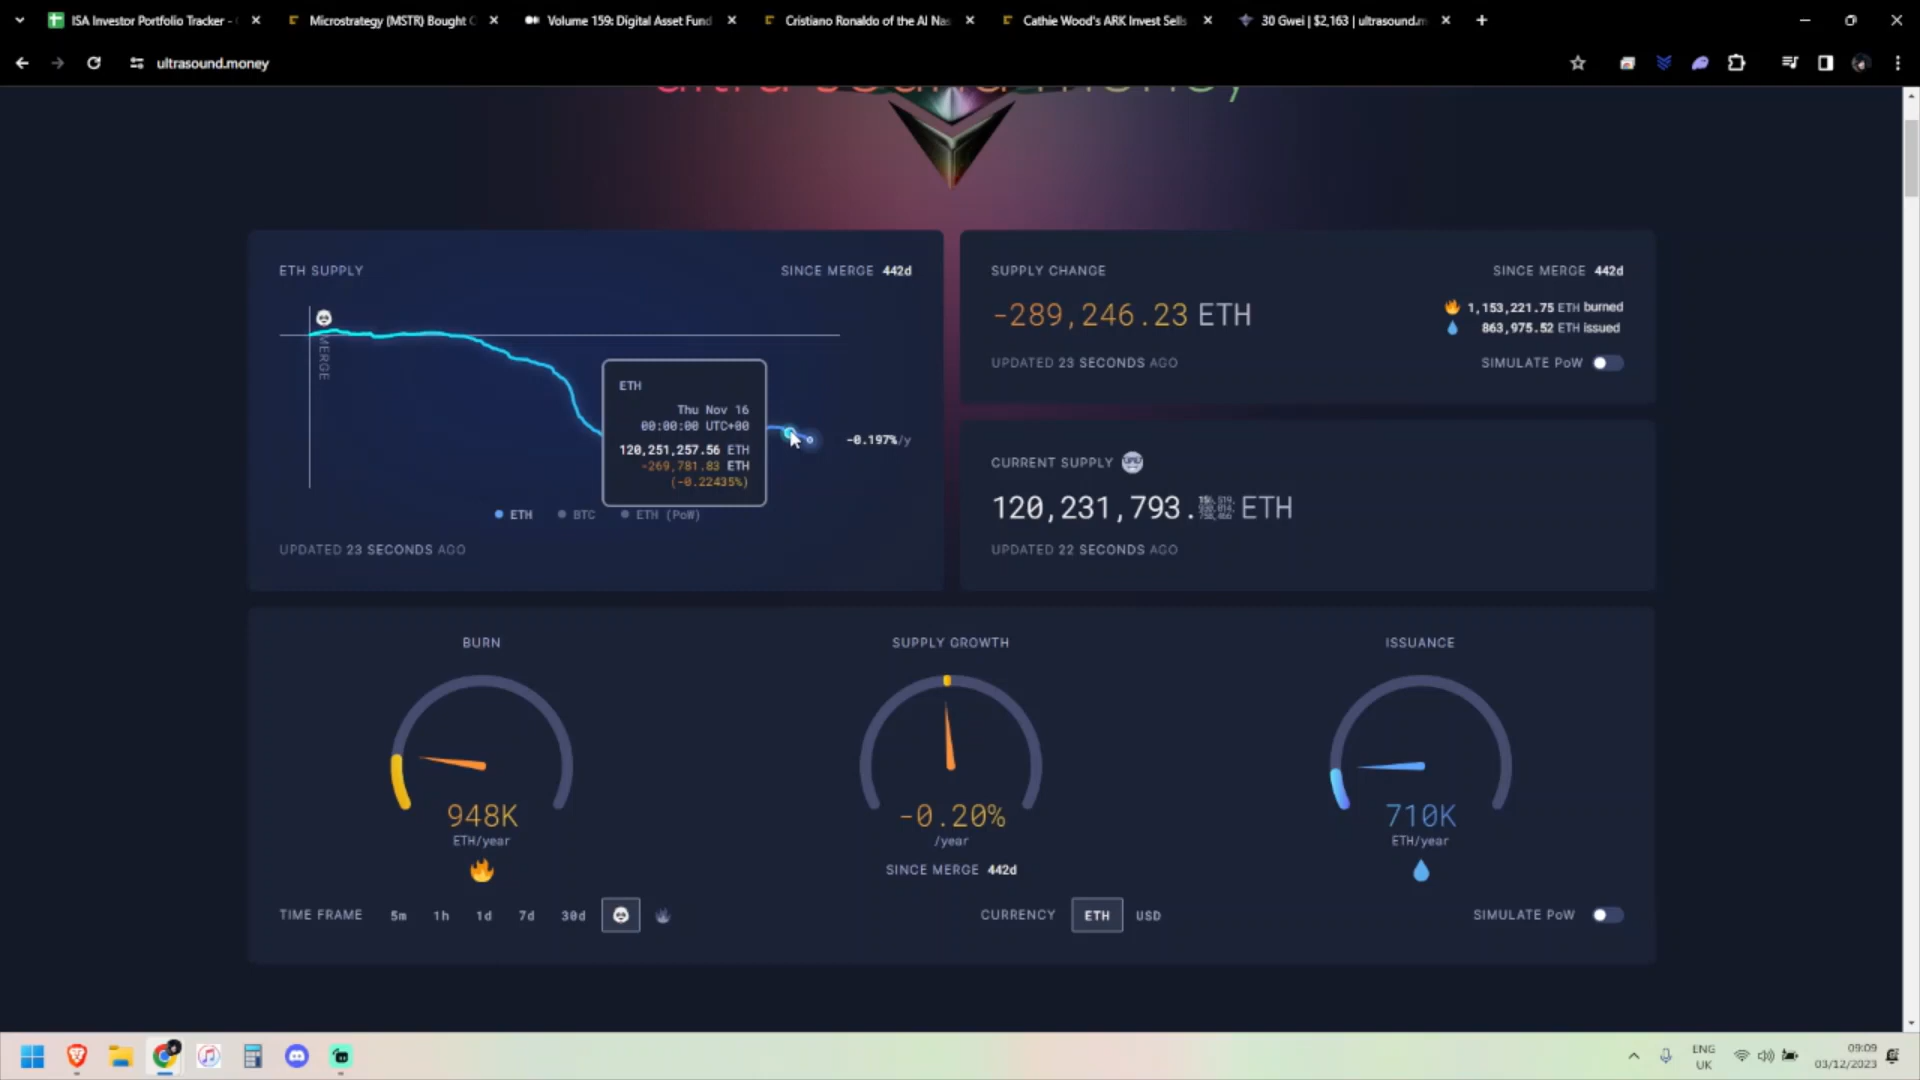 ISA Investor Portfolio Tracker -
Microstrategy (MSTR) Bought
Volume 159: Digital Asset Fund
Cristiano Ronaldo of the AI Nas
Cathie Wood's ARK Invest Sells
30 Gwei | $2,163 | ultrasound.m
ultrasound.money
ETH SUPPLY
SINCE MERGE 442d
MERGE
ETH
Thu Nov 16
00:00:00 UTC+00
120,251,257.56 ETH
-269,781.83 ETH
(-0.22435%)
-0.197%/y
ETH
BTC
ETH (PoW)
UPDATED 23 SECONDS AGO
SUPPLY CHANGE
SINCE MERGE 442d
-289,246.23 ETH
1,153,221.75 ETH burned
863,975.52 ETH issued
UPDATED 23 SECONDS AGO
SIMULATE PoW
CURRENT SUPPLY
120,231,793. ETH
UPDATED 22 SECONDS AGO
BURN
948K
ETH/year
SUPPLY GROWTH
-0.20%
/year
SINCE MERGE 442d
ISSUANCE
710K
ETH/year
TIME FRAME 5m 1h 1d 7d 30d
CURRENCY ETH USD
SIMULATE PoW
ENG
UK
09:09
03/12/2023